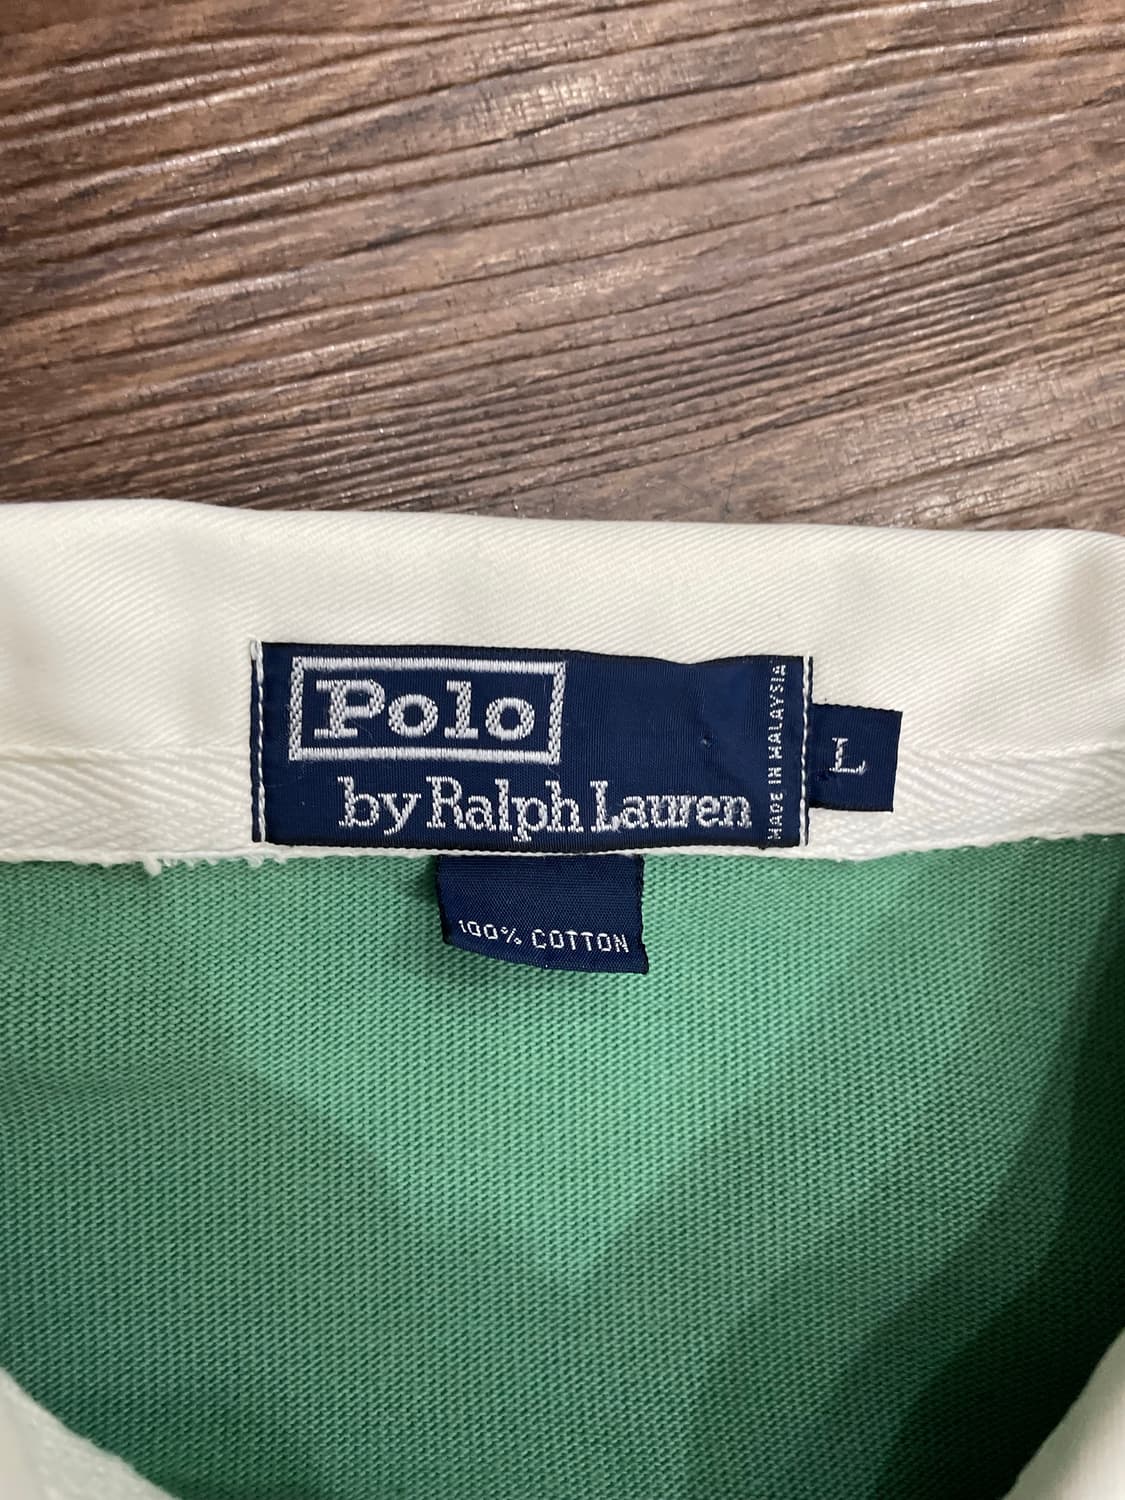 Polo
by Ralph Lauren
MADE IN MALAYSIA
L
100% COTTON